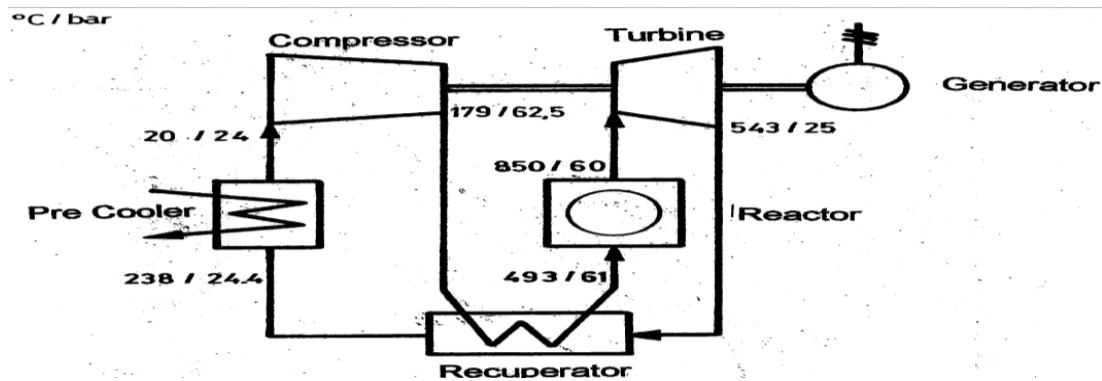 °C / bar
Compressor
Turbine
Generator
179 / 62,5
20 / 24
543 / 25
850 / 60
Pre Cooler
Reactor
238 / 24.4
493 / 61
Recuperator